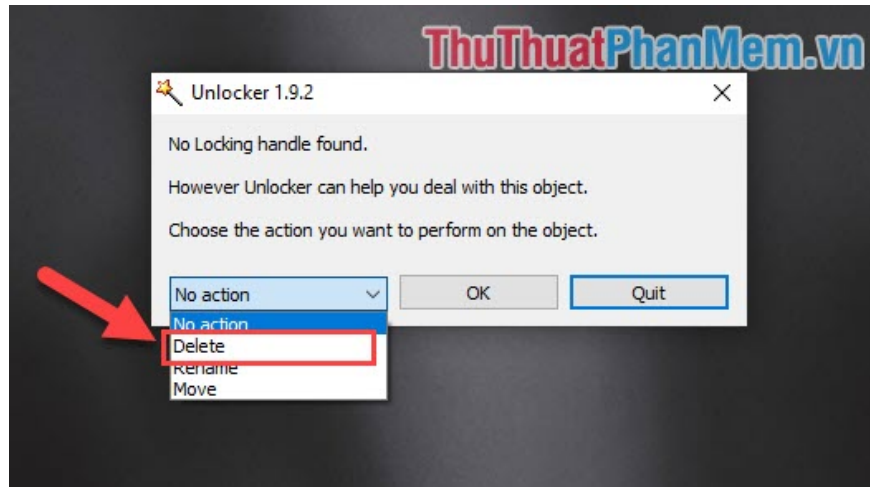 ThuThuatPhanMem.vn
Unlocker 1.9.2
No Locking handle found.
However Unlocker can help you deal with this object.
Choose the action you want to perform on the object.
No action OK Quit
No action
Delete
Rename
Move